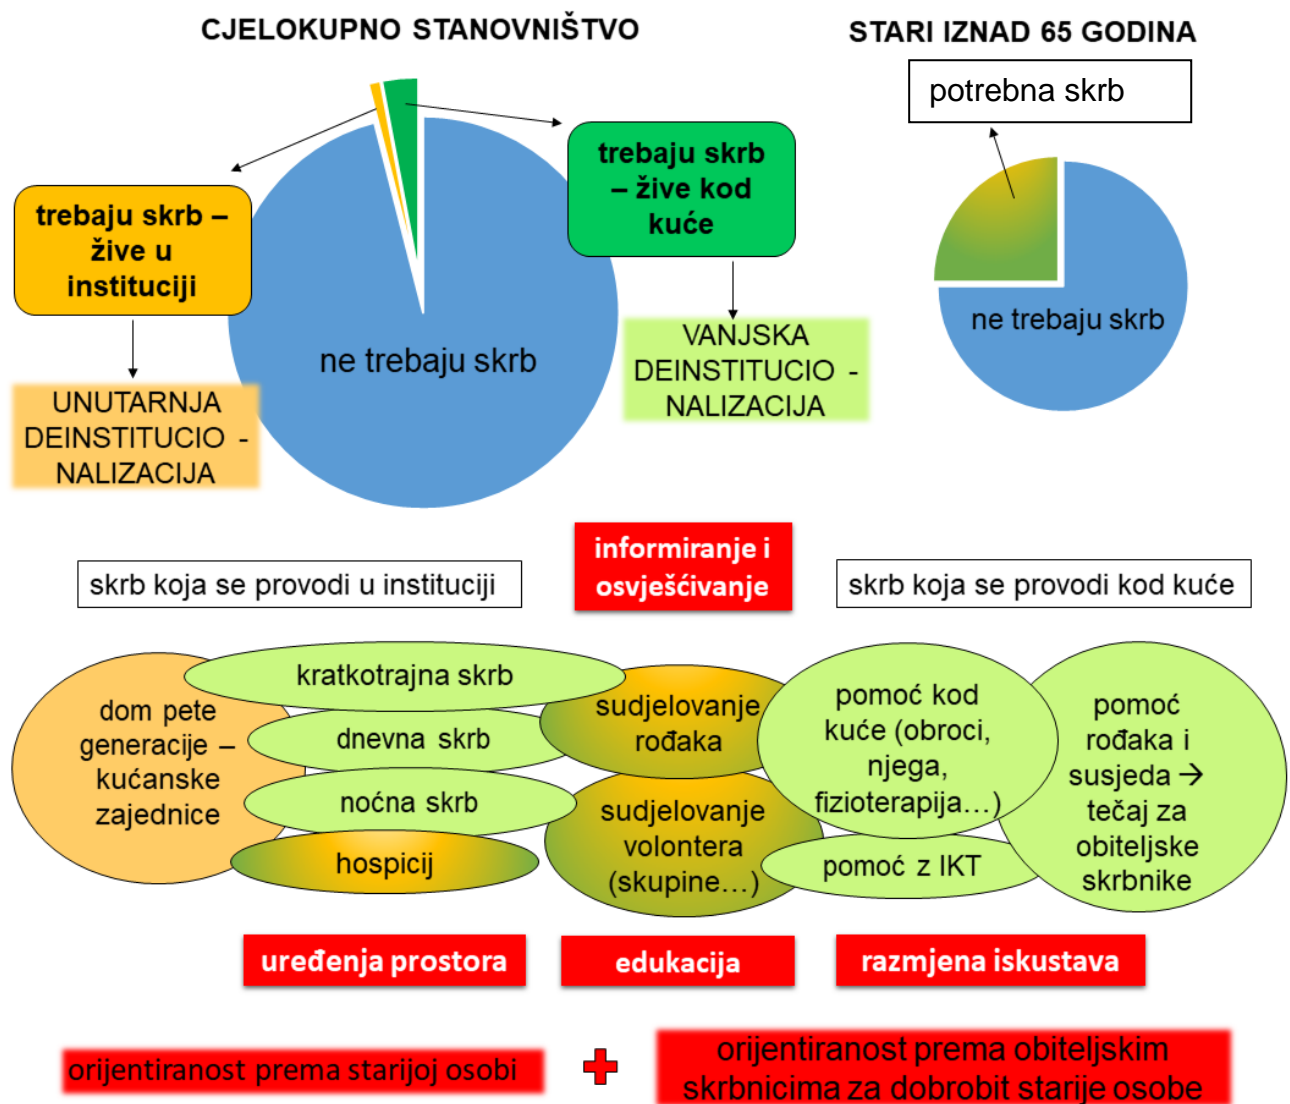 CJELOKUPNO STANOVNIŠTVO
STARI IZNAD 65 GODINA
potrebna skrb
trebaju skrb –
žive u
instituciji
trebaju skrb
– žive kod
kuće
ne trebaju skrb
ne trebaju skrb
UNUTARNJA
DEINSTITUCIO -
NALIZACIJA
VANJSKA
DEINSTITUCIO -
NALIZACIJA
informiranje i
osvješćivanje
skrb koja se provodi u instituciji
skrb koja se provodi kod kuće
dom pete
generacije –
kućanske
zajednice
kratkotrajna skrb
dnevna skrb
noćna skrb
hospicij
sudjelovanje
rođaka
sudjelovanje
volontera
(skupine…)
pomoć kod
kuće (obroci,
njega,
fizioterapija…)
pomoć z IKT
pomoć
rođaka i
susjeda →
tečaj za
obiteljske
skrbnike
uređenja prostora
edukacija
razmjena iskustava
orijentiranost prema starijoj osobi
orijentiranost prema obiteljskim
skrbnicima za dobrobit starije osobe